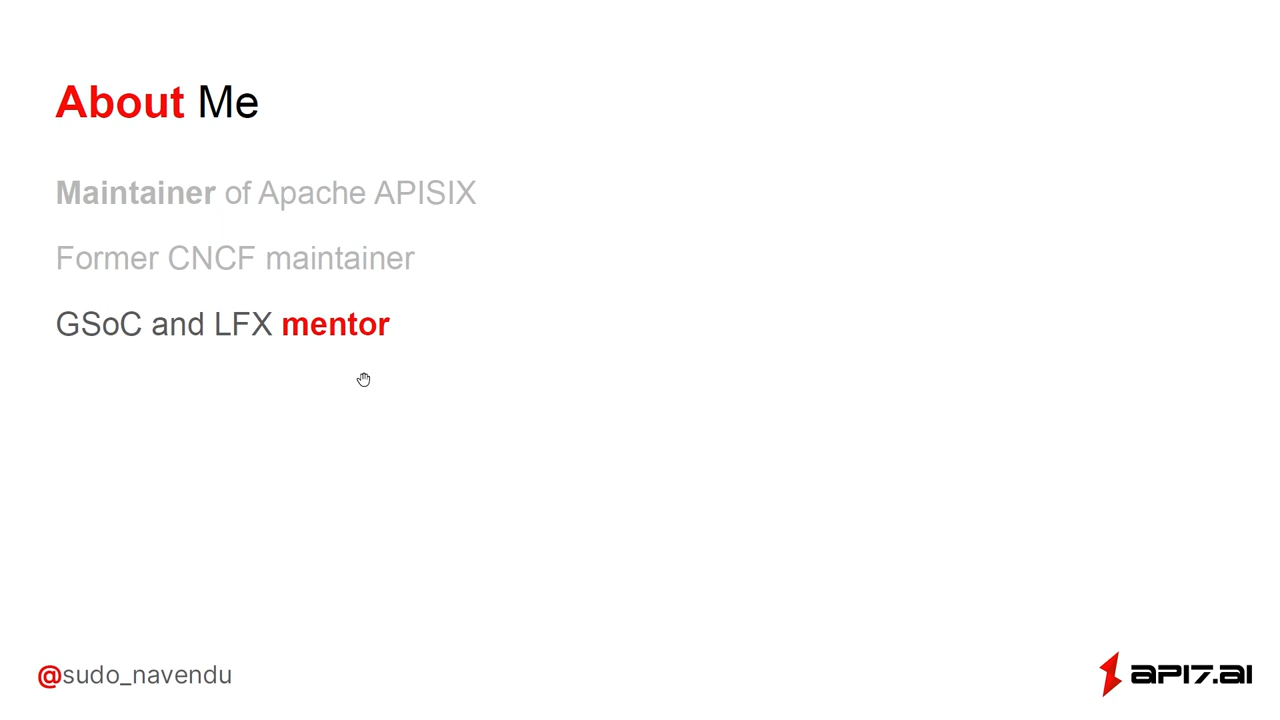 About Me
Maintainer of Apache APISIX
Former CNCF maintainer
GSoC and LFX mentor
@sudo_navendu
API7.AI